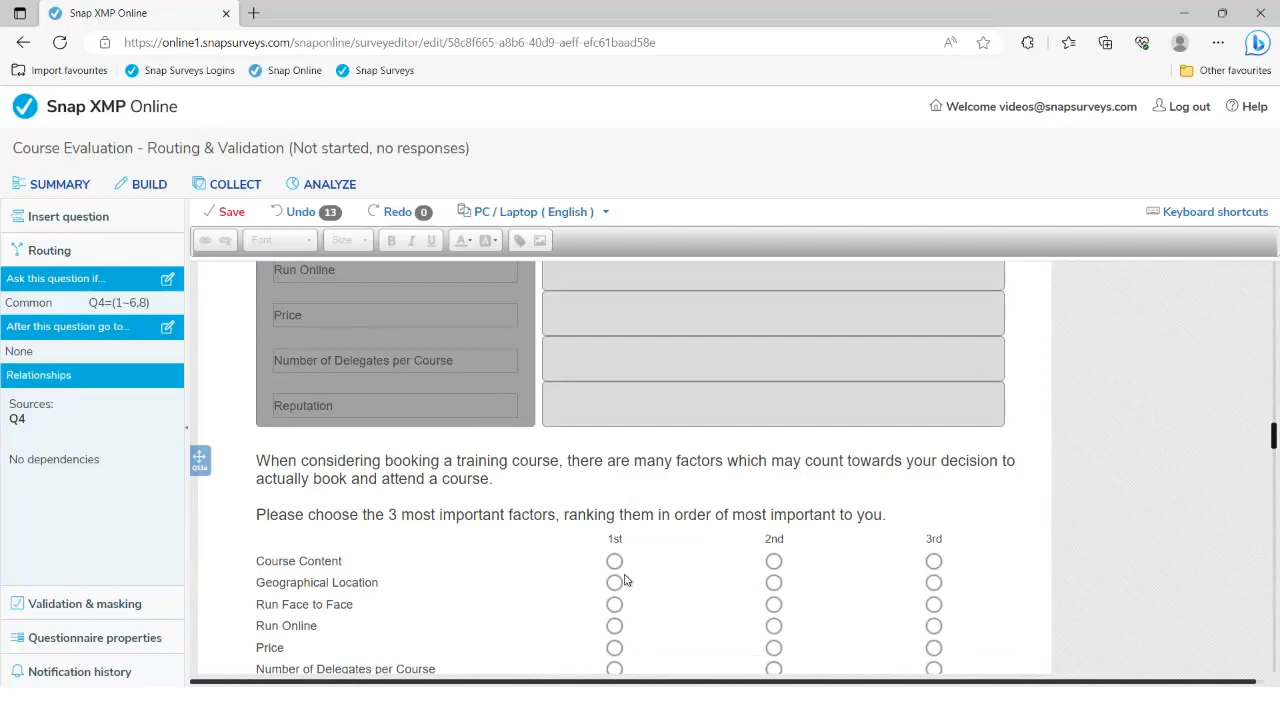 Snap XMP Online
https://online1.snapsurveys.com/snaponline/surveyeditor/edit/58c8f665-a8b6-40d9-aeff-efc61baad58e
Import favourites Snap Surveys Logins Snap Online Snap Surveys Other favourites
Snap XMP Online Welcome videos@snapsurveys.com Log out Help
Course Evaluation - Routing & Validation (Not started, no responses)
SUMMARY BUILD COLLECT ANALYZE
Insert question
Save Undo 13 Redo 0 PC / Laptop ( English ) Keyboard shortcuts
Font Size B I U A A
Routing
Ask this question if...
Common Q4=(1~6,8)
After this question go to...
None
Relationships
Sources:
Q4
No dependencies
Validation & masking
Questionnaire properties
Notification history
Run Online
Price
Number of Delegates per Course
Reputation
Q11a
When considering booking a training course, there are many factors which may count towards your decision to
actually book and attend a course.
Please choose the 3 most important factors, ranking them in order of most important to you.
1st 2nd 3rd
Course Content
Geographical Location
Run Face to Face
Run Online
Price
Number of Delegates per Course